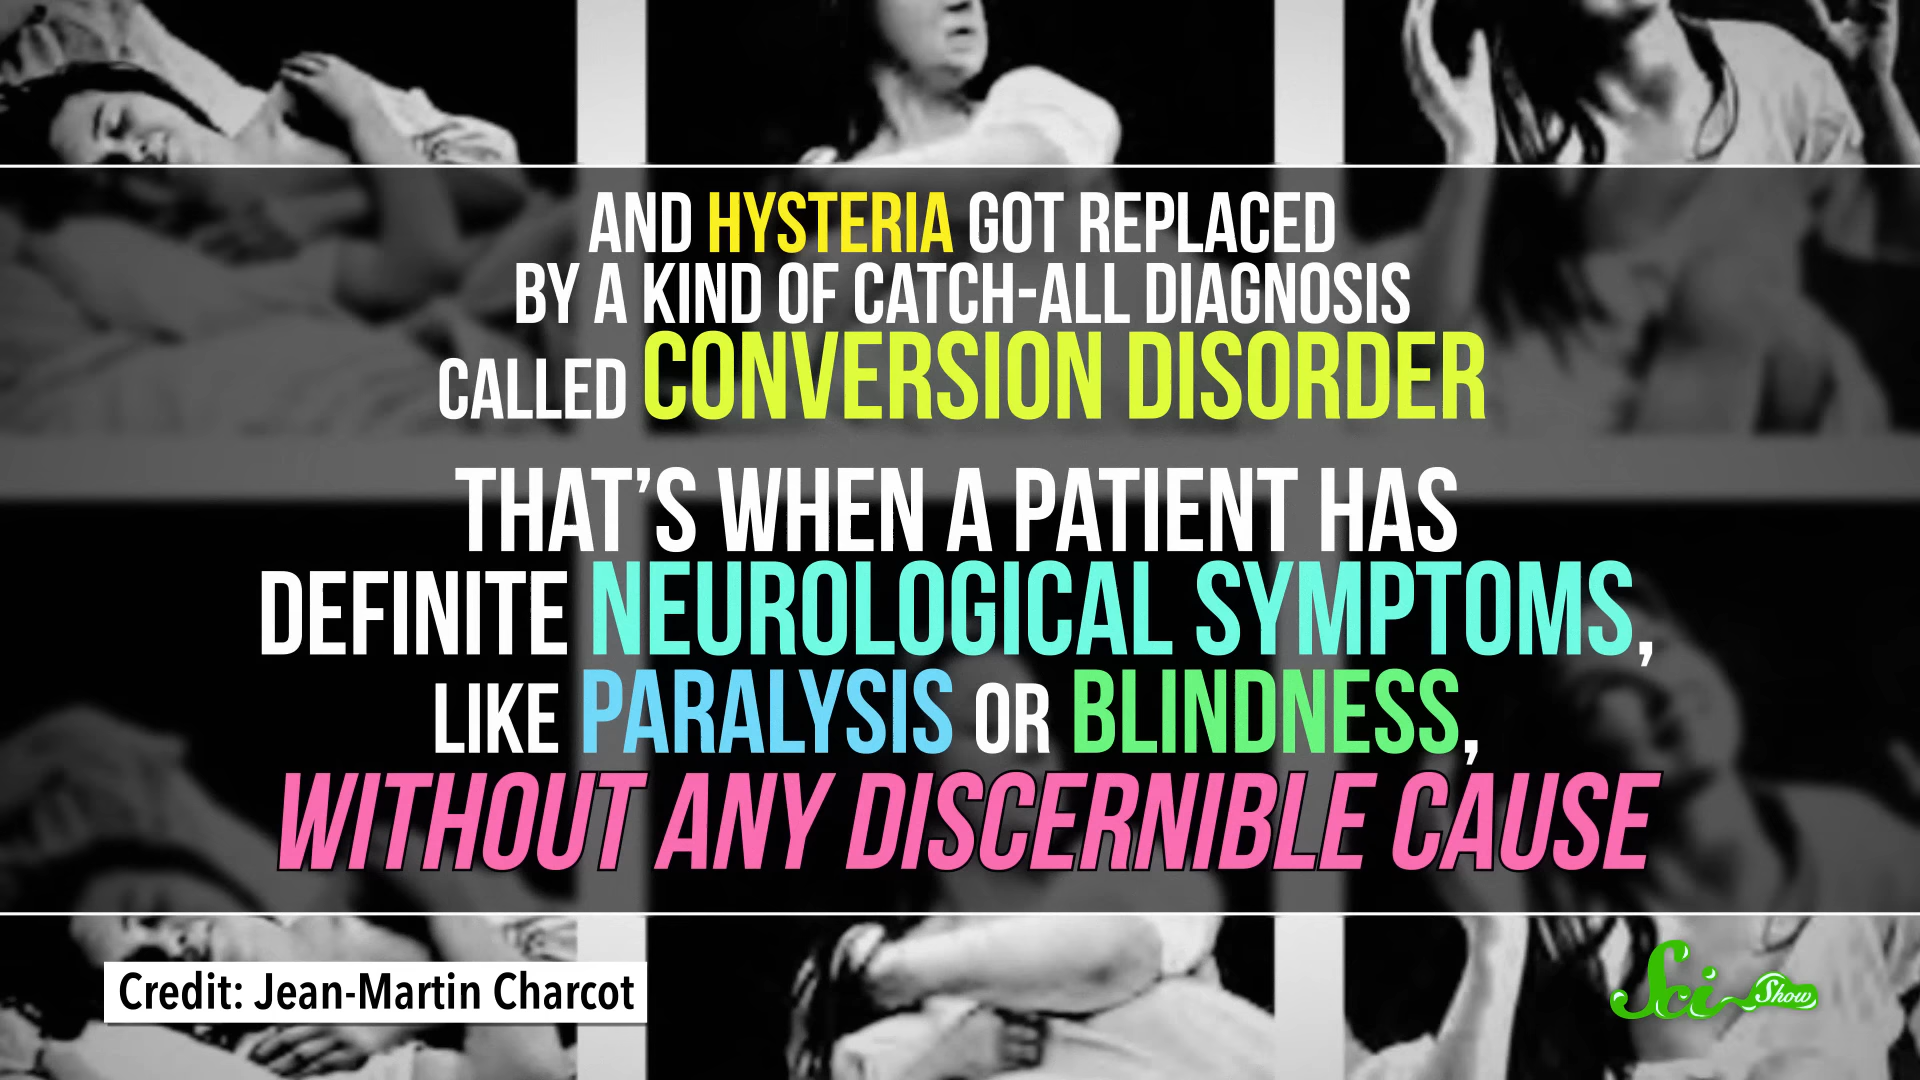 AND HYSTERIA GOT REPLACED
BY A KIND OF CATCH-ALL DIAGNOSIS
CALLED CONVERSION DISORDER
THAT'S WHEN A PATIENT HAS
DEFINITE NEUROLOGICAL SYMPTOMS,
LIKE PARALYSIS OR BLINDNESS,
WITHOUT ANY DISCERNIBLE CAUSE
Credit: Jean-Martin Charcot
Sci Show